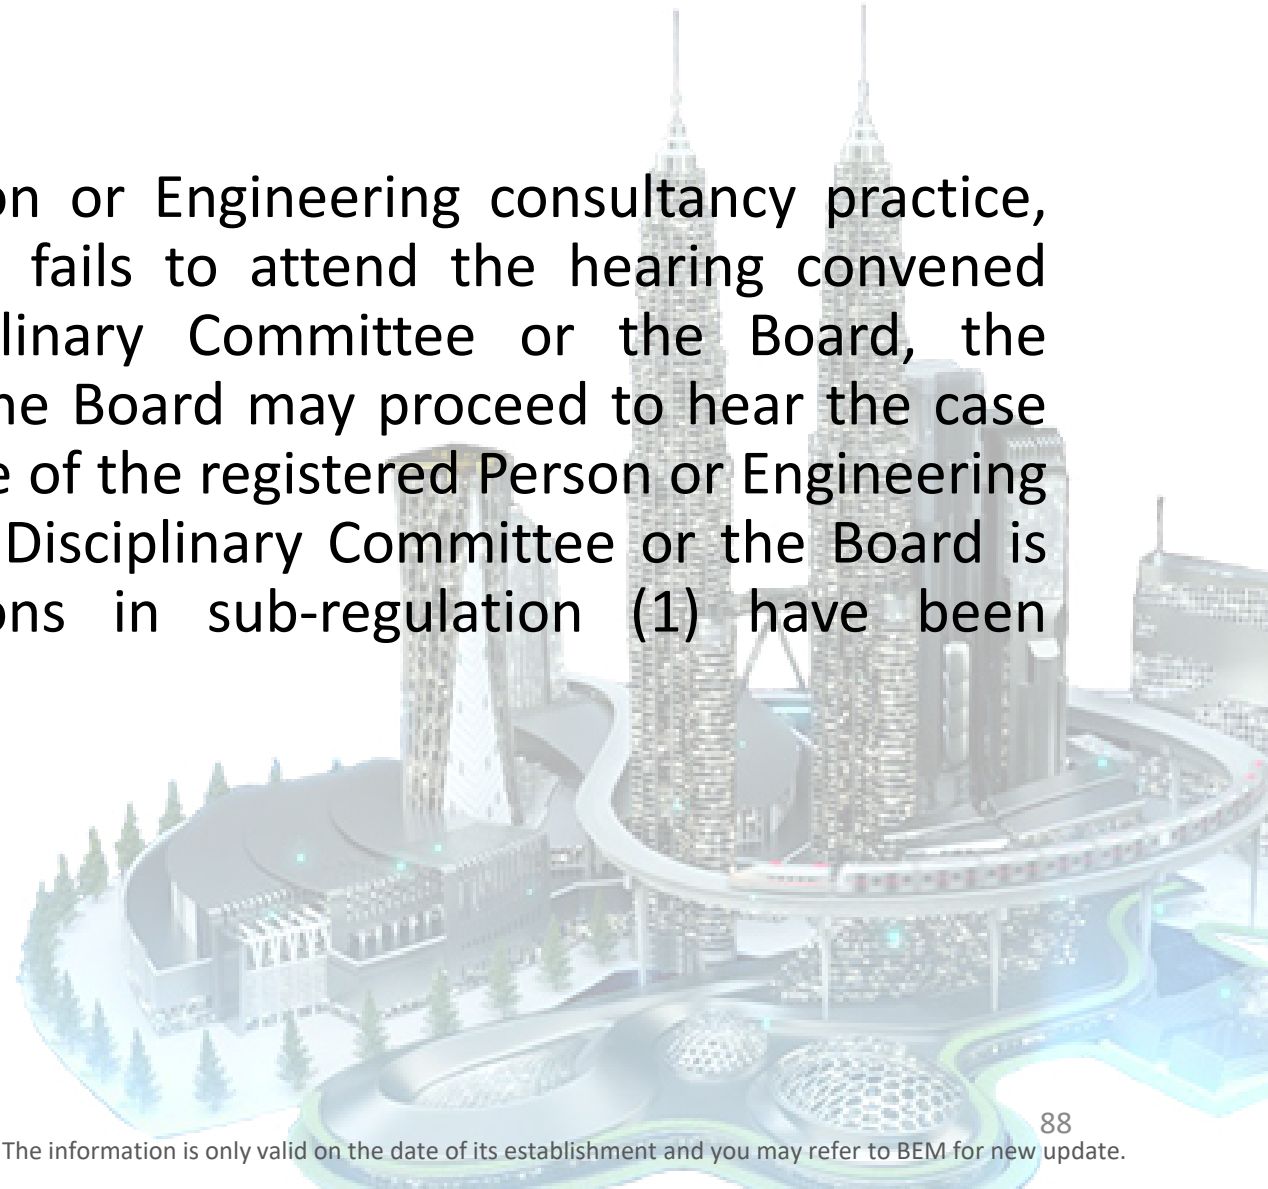 on or Engineering consultancy practice,
fails to attend the hearing convened
linary Committee or the Board, the
he Board may proceed to hear the case
e of the registered Person or Engineering
Disciplinary Committee or the Board is
ons in sub-regulation (1) have been
88
The information is only valid on the date of its establishment and you may refer to BEM for new update.